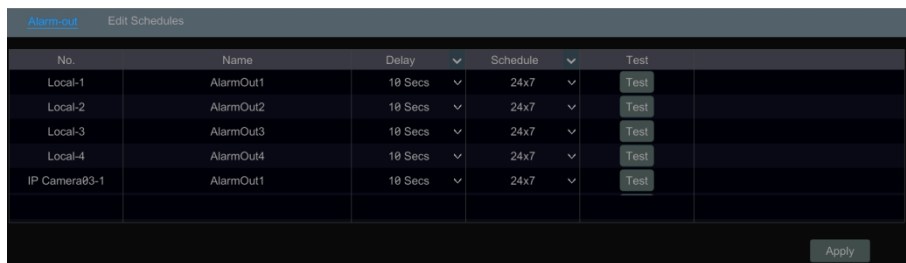 Alarm-out Edit Schedules
No. Name Delay Schedule Test
Local-1 AlarmOut1 10 Secs 24x7 Test
Local-2 AlarmOut2 10 Secs 24x7 Test
Local-3 AlarmOut3 10 Secs 24x7 Test
Local-4 AlarmOut4 10 Secs 24x7 Test
IP Camera03-1 AlarmOut1 10 Secs 24x7 Test
Apply